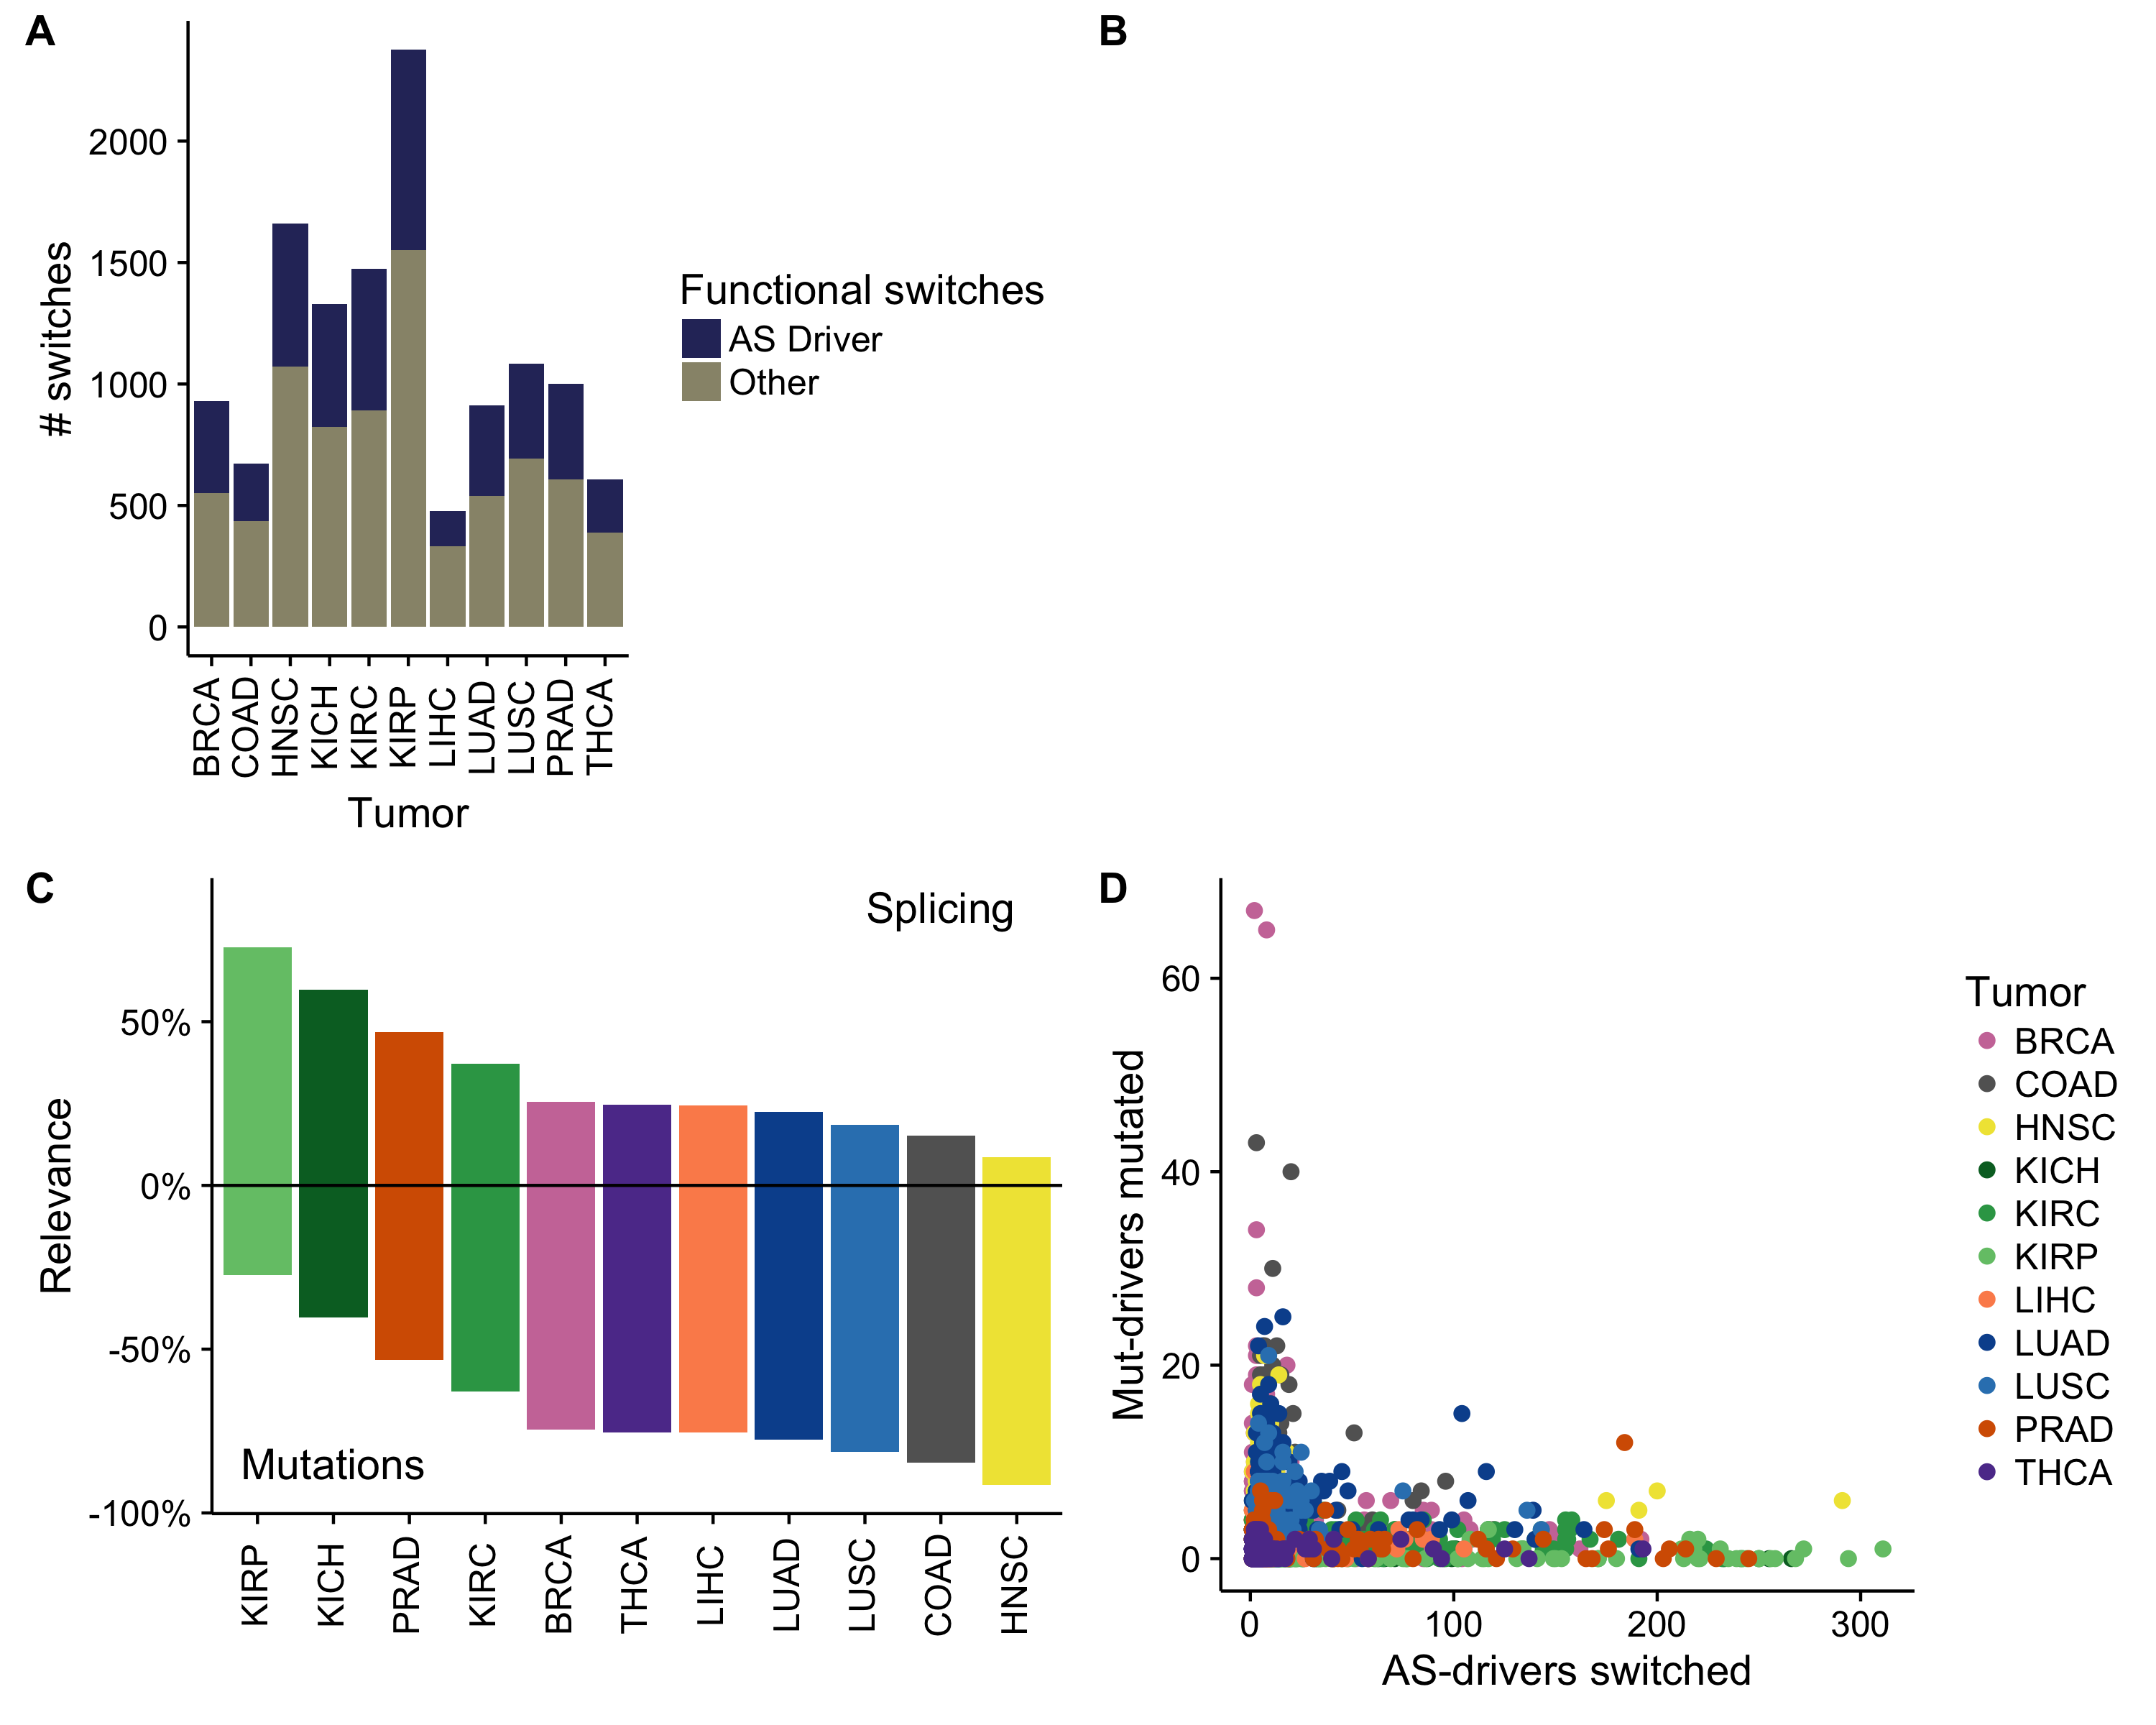 A
# switches
2000
1500
1000
500
0
BRCA
COAD
HNSC
KICH
KIRC
KIRP
LIHC
LUAD
LUSC
PRAD
THCA
Tumor
Functional switches
AS Driver
Other
B
C
Relevance
50%
0%
-50%
-100%
Splicing
Mutations
KIRP
KICH
PRAD
KIRC
BRCA
THCA
LIHC
LUAD
LUSC
COAD
HNSC
D
Mut-drivers mutated
60
40
20
0
0
100
200
300
AS-drivers switched
Tumor
BRCA
COAD
HNSC
KICH
KIRC
KIRP
LIHC
LUAD
LUSC
PRAD
THCA